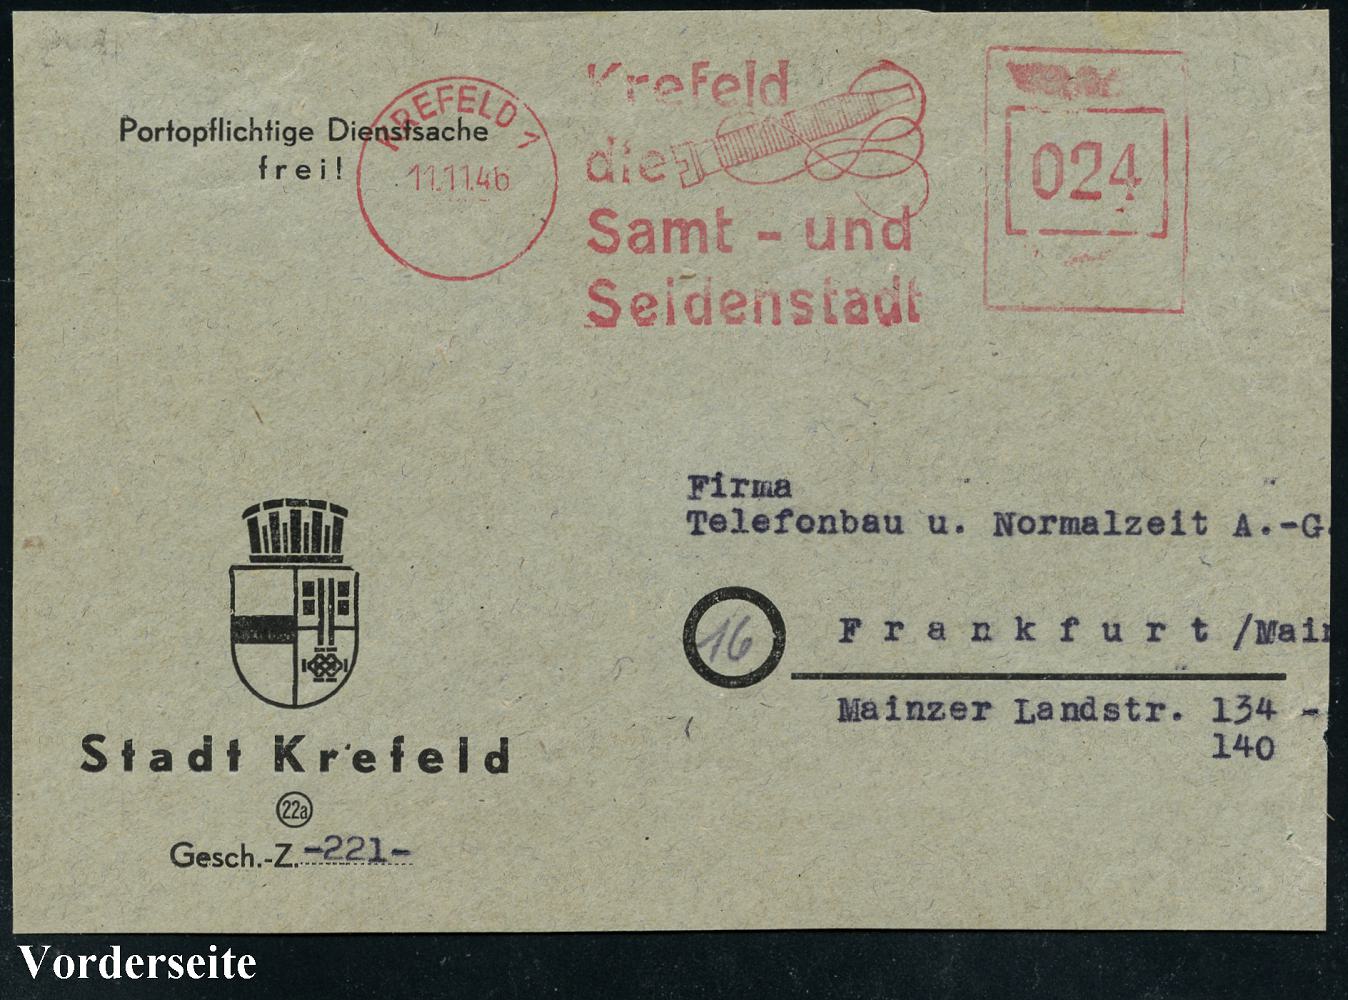 Portopflichtige Dienstsache
frei!
KREFELD 1
11.11.46
Krefeld
die
Samt - und
Seidenstadt
024
Firma
Telefonbau u. Normalzeit A.-G.
16
Frankfurt /Main
Mainzer Landstr. 134 -
140
Stadt Krefeld
22a
Gesch.-Z. -221-
Vorderseite